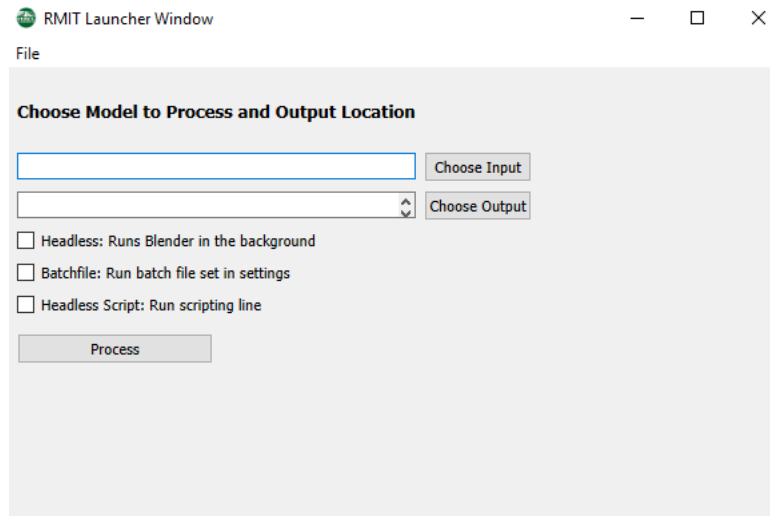 RMIT Launcher Window
File
Choose Model to Process and Output Location
Choose Input
Choose Output
Headless: Runs Blender in the background
Batchfile: Run batch file set in settings
Headless Script: Run scripting line
Process